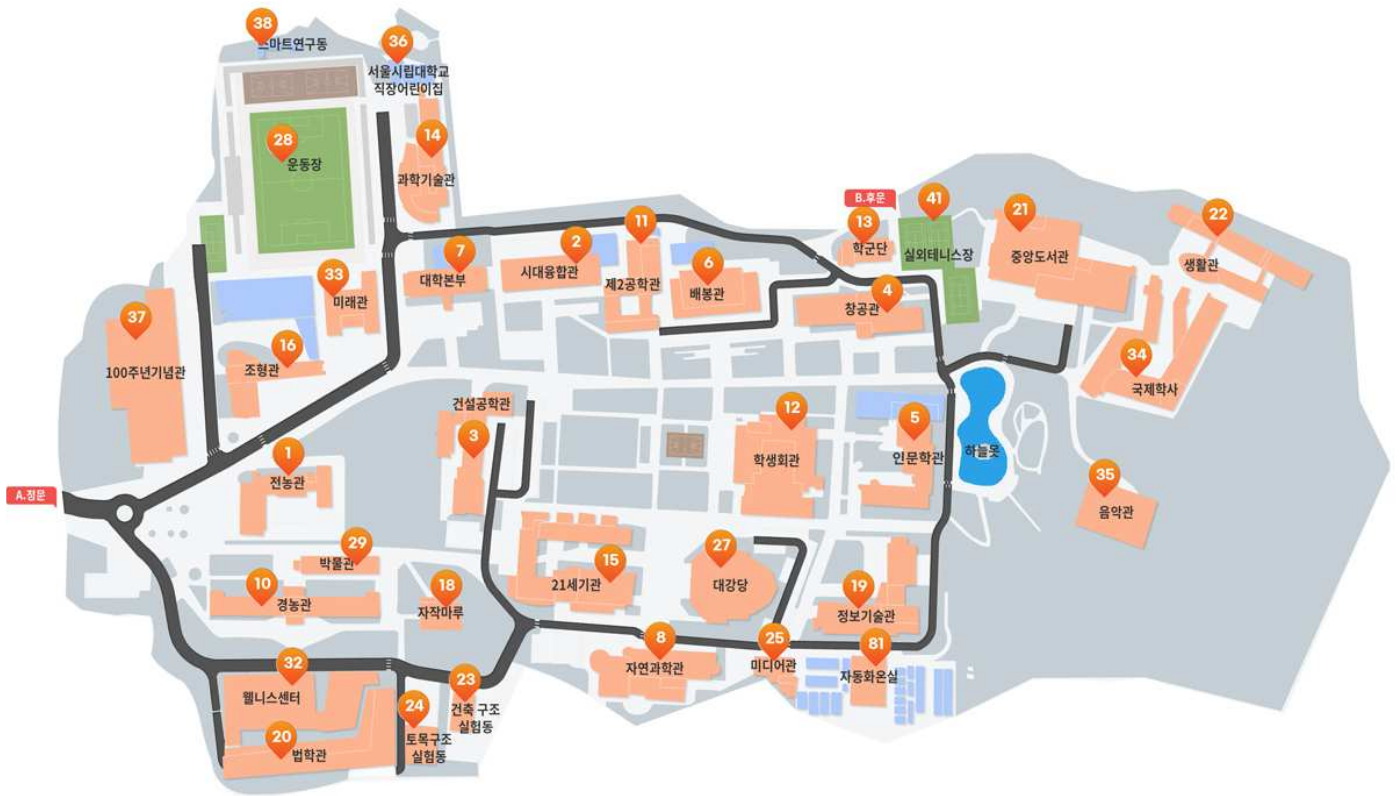 38
스마트연구동
36
서울시립대학교
직장어린이집
28
운동장
14
과학기술관
B.후문
13
학군단
41
실외테니스장
21
중앙도서관
22
생활관
11
제2공학관
2
시대융합관
7
대학본부
6
배봉관
4
창공관
33
미래관
37
100주년기념관
16
조형관
34
국제학사
건설공학관
3
12
학생회관
5
인문학관
하늘못
1
전농관
35
음악관
A.정문
29
박물관
10
경농관
18
자작마루
15
21세기관
27
대강당
19
정보기술관
8
자연과학관
25
미디어관
81
자동화온실
32
웰니스센터
23
건축 구조
실험동
24
토목구조
실험동
20
법학관